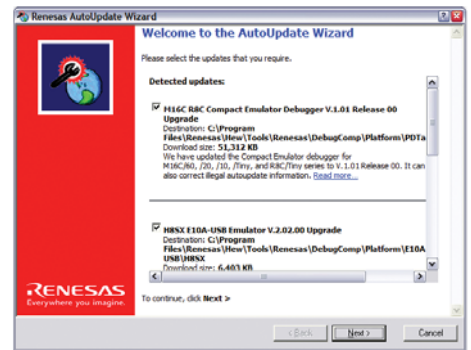 Renesas AutoUpdate Wizard
Welcome to the AutoUpdate Wizard
Please select the updates that you require.
Detected updates:
M16C R8C Compact Emulator Debugger V.1.01 Release 00
Upgrade
Destination: C:\Program
Files\Renesas\Hew\Tools\Renesas\DebugComp\Platform\PDTa
Download size: 51,312 KB
We have updated the Compact Emulator debugger for
M16C/60, /20, /10, /Tiny, and R8C/Tiny series to V.1.01 Release 00. It can
also correct illegal autoupdate information. Read more...
H8SX E10A-USB Emulator V.2.02.00 Upgrade
Destination: C:\Program
Files\Renesas\Hew\Tools\Renesas\DebugComp\Platform\E10A
USB\H8SX
Download size: 6,403 KB
RENESAS
Everywhere you imagine.
To continue, click Next >
< Back
Next >
Cancel